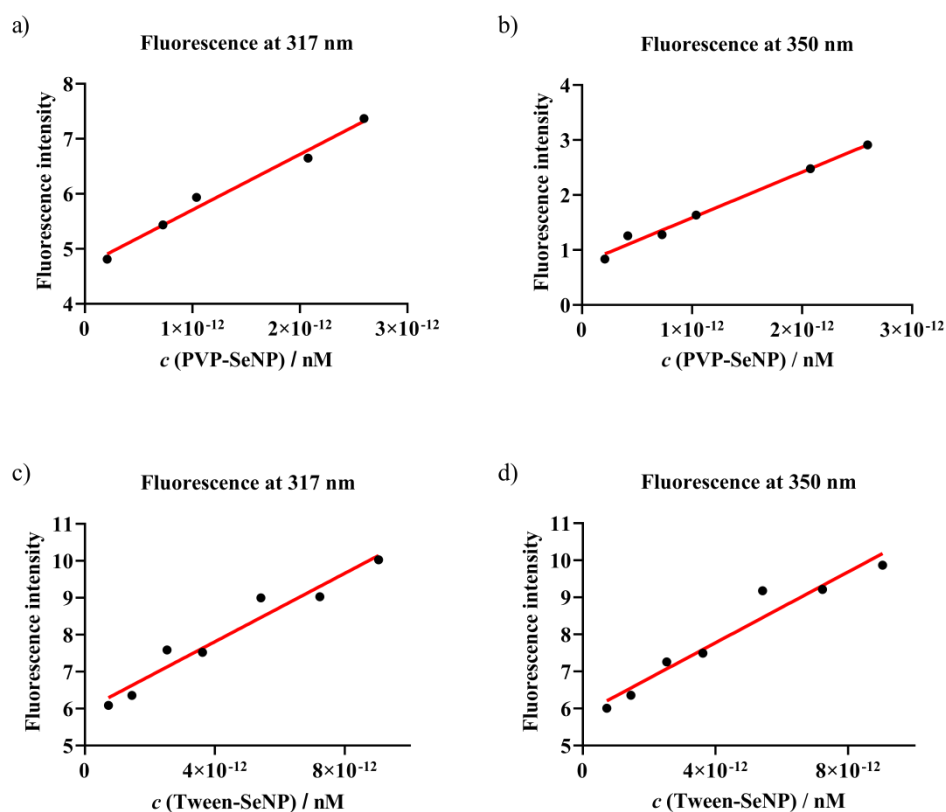 a)
Fluorescence at 317 nm
Fluorescence intensity
8
7
6
5
4
0
1×10⁻¹²
2×10⁻¹²
3×10⁻¹²
c (PVP-SeNP) / nM
b)
Fluorescence at 350 nm
Fluorescence intensity
4
3
2
1
0
0
1×10⁻¹²
2×10⁻¹²
3×10⁻¹²
c (PVP-SeNP) / nM
c)
Fluorescence at 317 nm
Fluorescence intensity
11
10
9
8
7
6
5
0
4×10⁻¹²
8×10⁻¹²
c (Tween-SeNP) / nM
d)
Fluorescence at 350 nm
Fluorescence intensity
11
10
9
8
7
6
5
0
4×10⁻¹²
8×10⁻¹²
c (Tween-SeNP) / nM